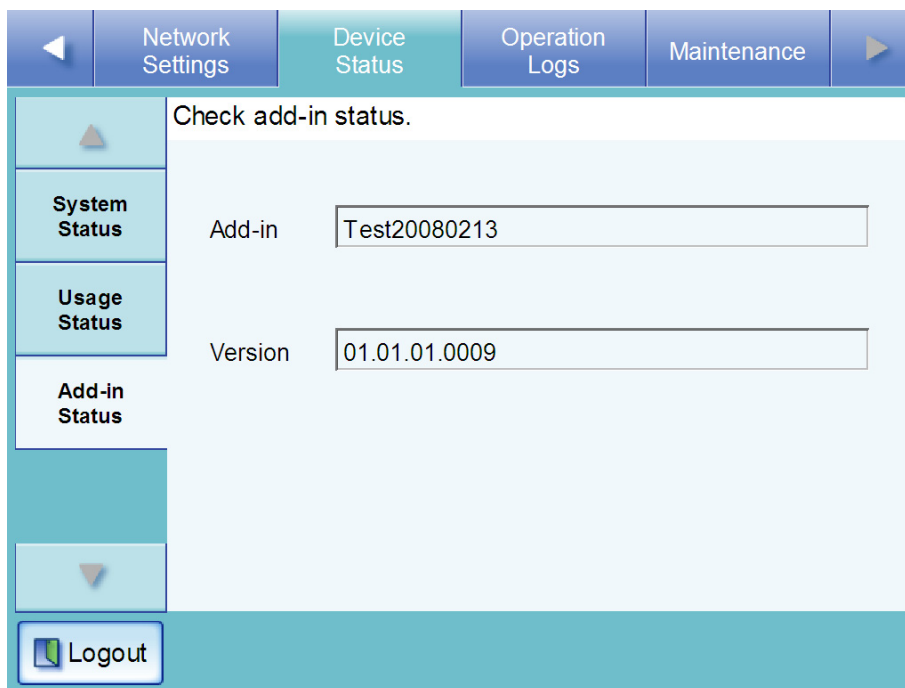 Network
Settings
Device
Status
Operation
Logs
Maintenance
Check add-in status.
System
Status
Usage
Status
Add-in
Status
Add-in
Test20080213
Version
01.01.01.0009
Logout